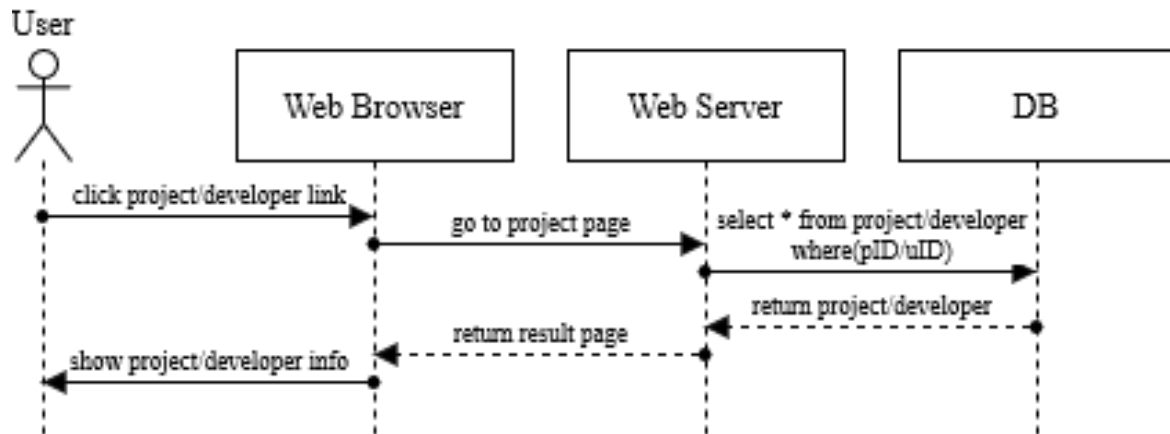 User
Web Browser
Web Server
DB
click project/developer link
go to project page
select * from project/developer
where(pID/uID)
return project/developer
return result page
show project/developer info